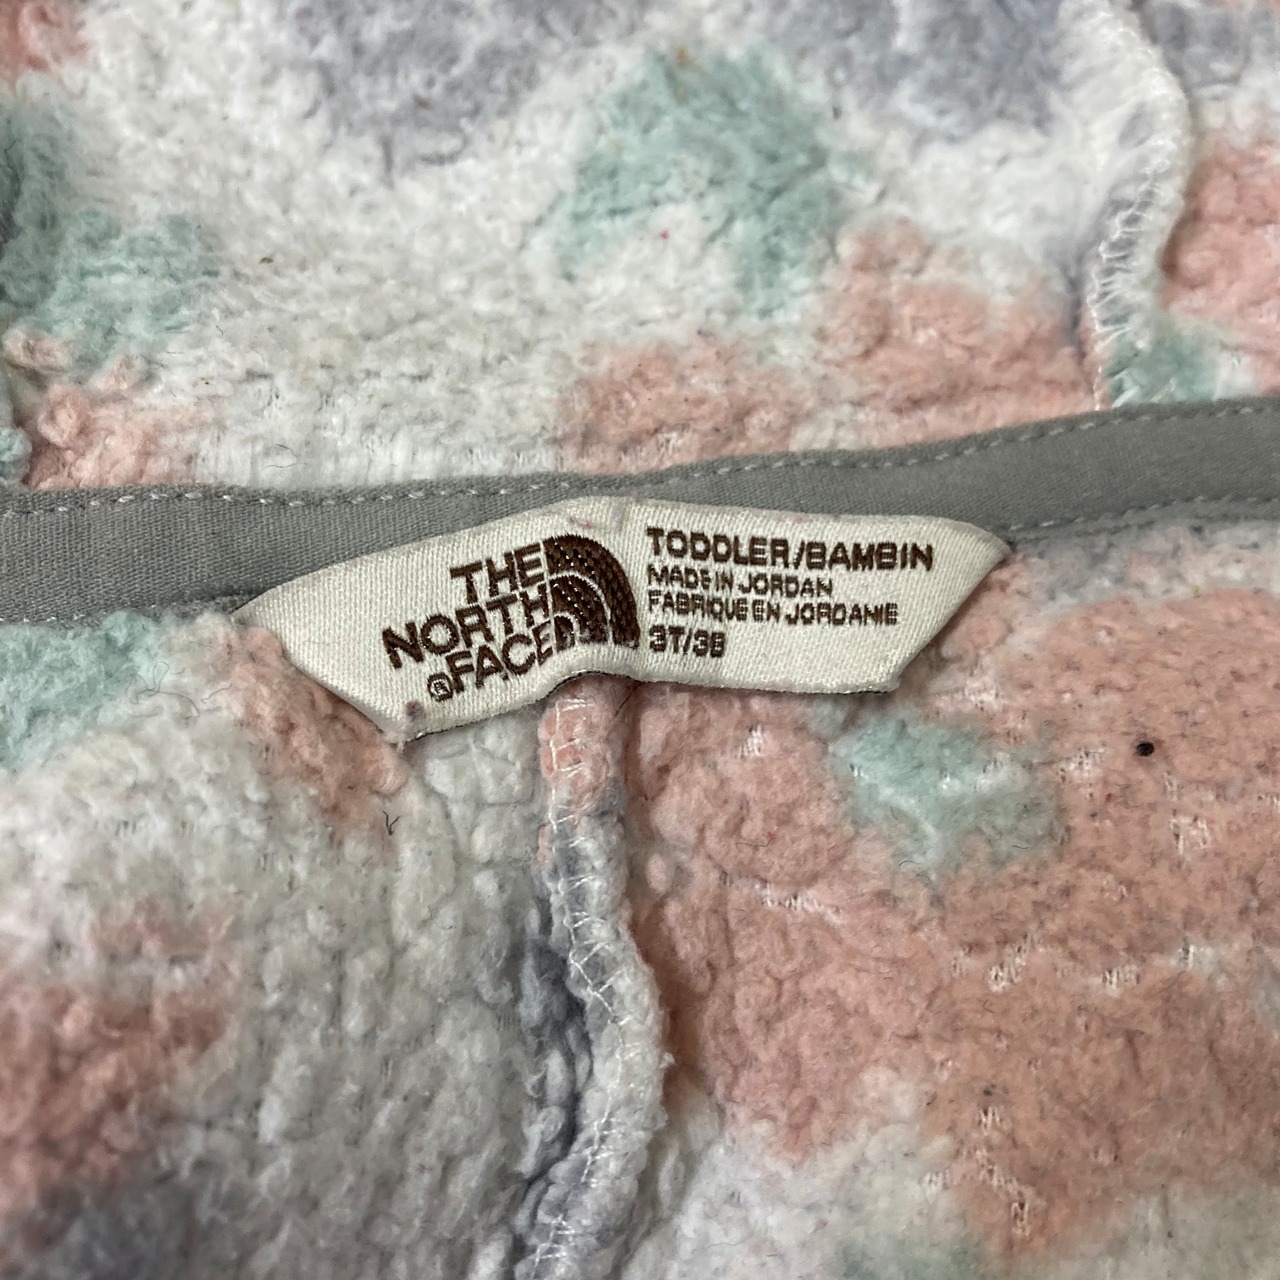 THE
NORTH
®FACE
TODDLER/BAMBIN
MADE IN JORDAN
FABRIQUE EN JORDANIE
3T/3B